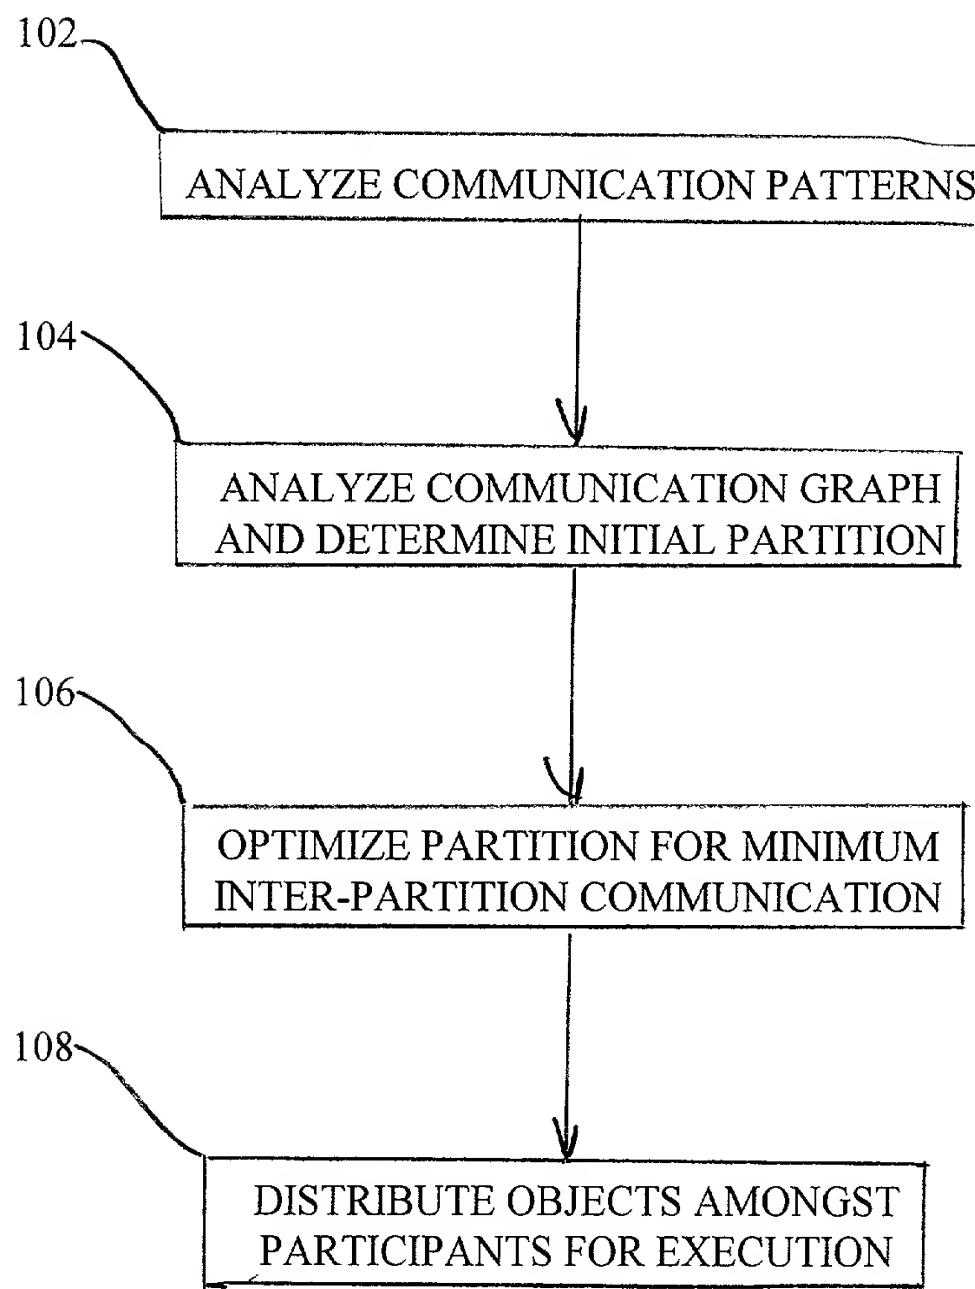 102
ANALYZE COMMUNICATION PATTERNS
104
ANALYZE COMMUNICATION GRAPH
AND DETERMINE INITIAL PARTITION
106
OPTIMIZE PARTITION FOR MINIMUM
INTER-PARTITION COMMUNICATION
108
DISTRIBUTE OBJECTS AMONGST
PARTICIPANTS FOR EXECUTION